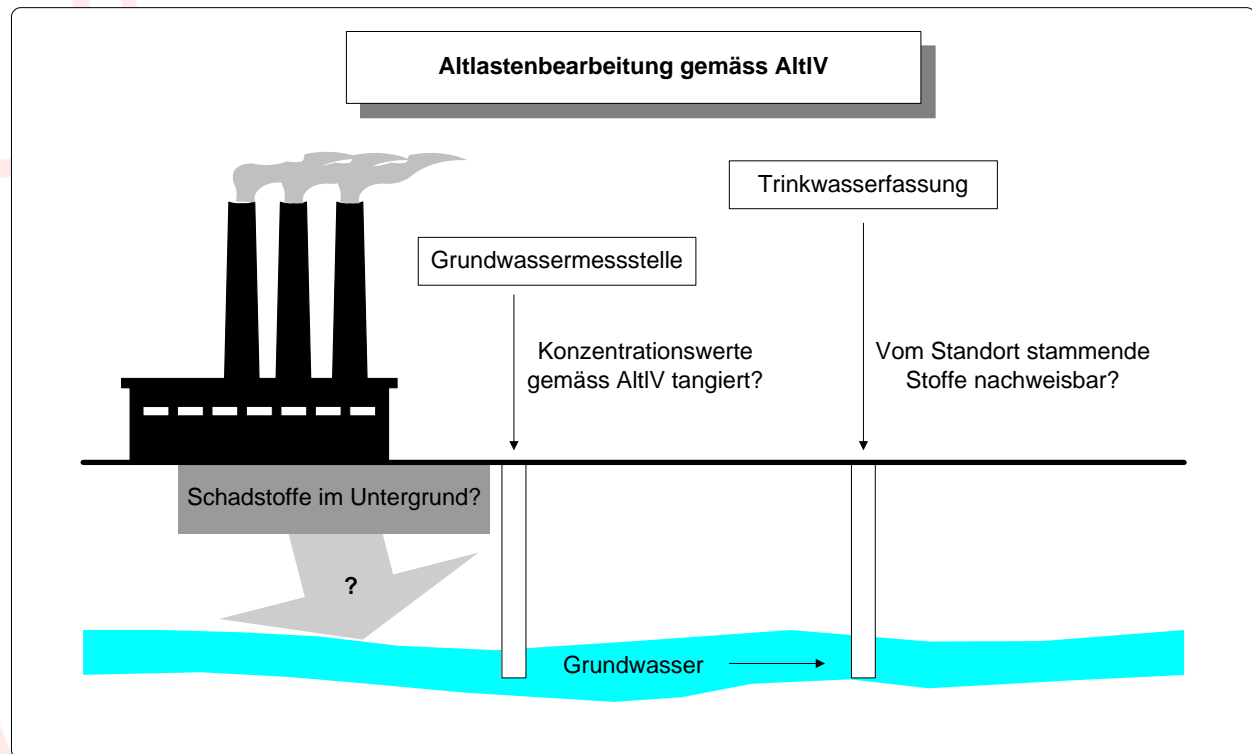 Altlastenbearbeitung gemäss AltlV
Trinkwasserfassung
Grundwassermessstelle
Konzentrationswerte
gemäss AltlV tangiert?
Vom Standort stammende
Stoffe nachweisbar?
Schadstoffe im Untergrund?
?
Grundwasser